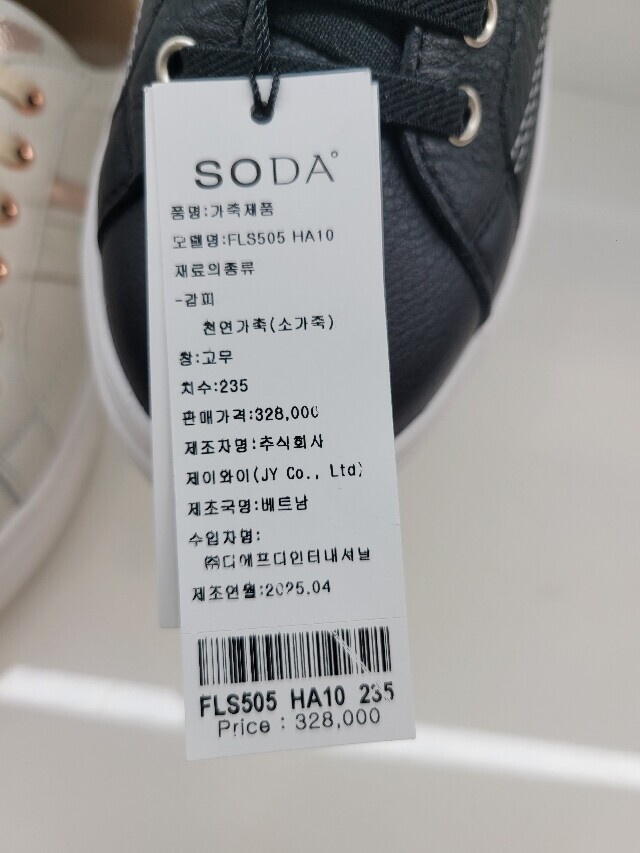 SODA°
품명:가죽제품
모델명:FLS505 HA10
재료의종류
-갑피
천연가죽(소가죽)
창:고무
치수:235
판매가격:328,000
제조자명:주식회사
제이와이(JY Co., Ltd)
제조국명:베트남
수입자명:
㈜디에프디인터내셔날
제조연월:2025.04
FLS505 HA10 235
Price : 328,000